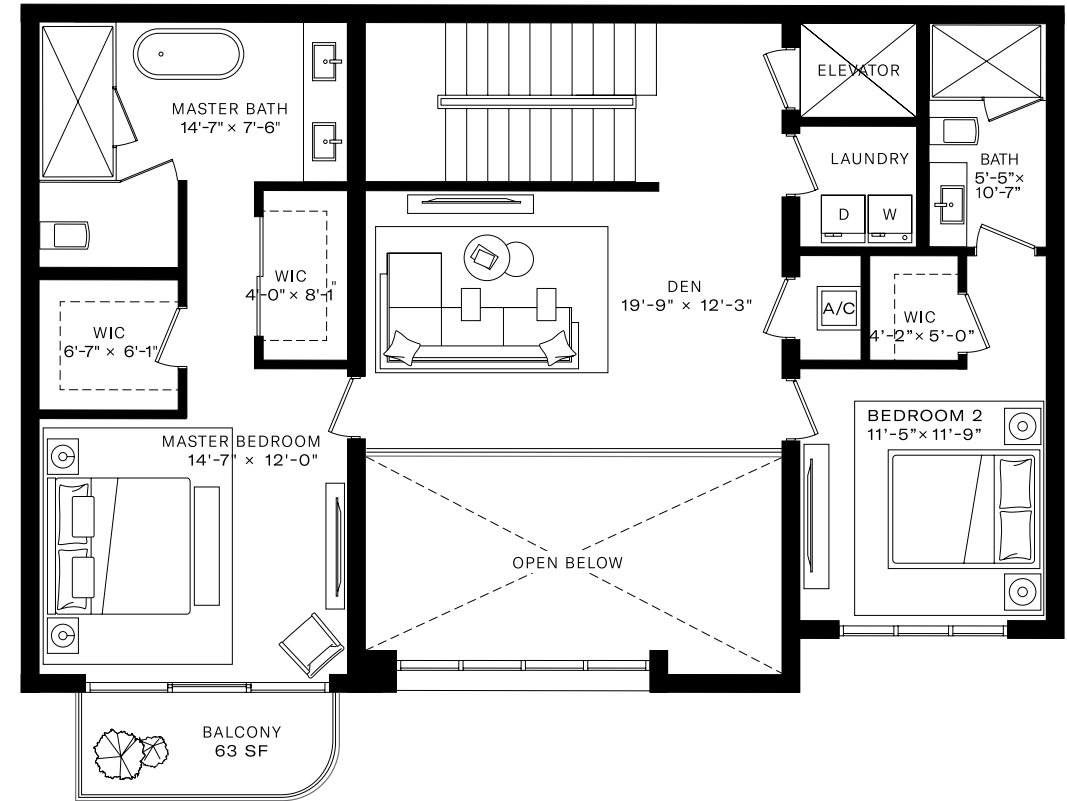 MASTER BATH
14'-7" × 7'-6"
ELEVATOR
LAUNDRY
D
W
BATH
5'-5"×
10'-7"
WIC
4'-0" × 8'-1"
DEN
19'-9" × 12'-3"
A/C
WIC
4'-2"× 5'-0"
WIC
6'-7" × 6'-1"
MASTER BEDROOM
14'-7" × 12'-0"
BEDROOM 2
11'-5"× 11'-9"
OPEN BELOW
BALCONY
63 SF